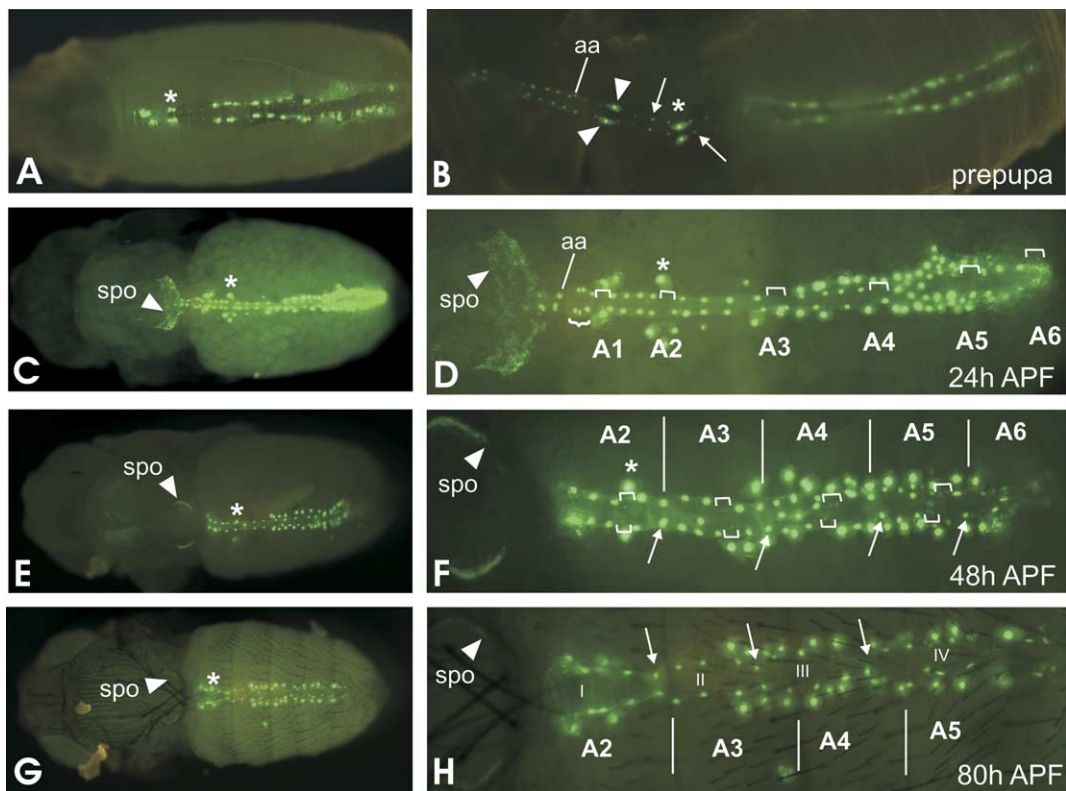 A
*
B
aa
*
prepupa
C
spo
*
D
spo
aa
*
A1
A2
A3
A4
A5
A6
24h APF
E
spo
*
F
spo
A2
A3
A4
A5
A6
*
48h APF
G
spo
*
H
spo
I
II
III
IV
A2
A3
A4
A5
80h APF